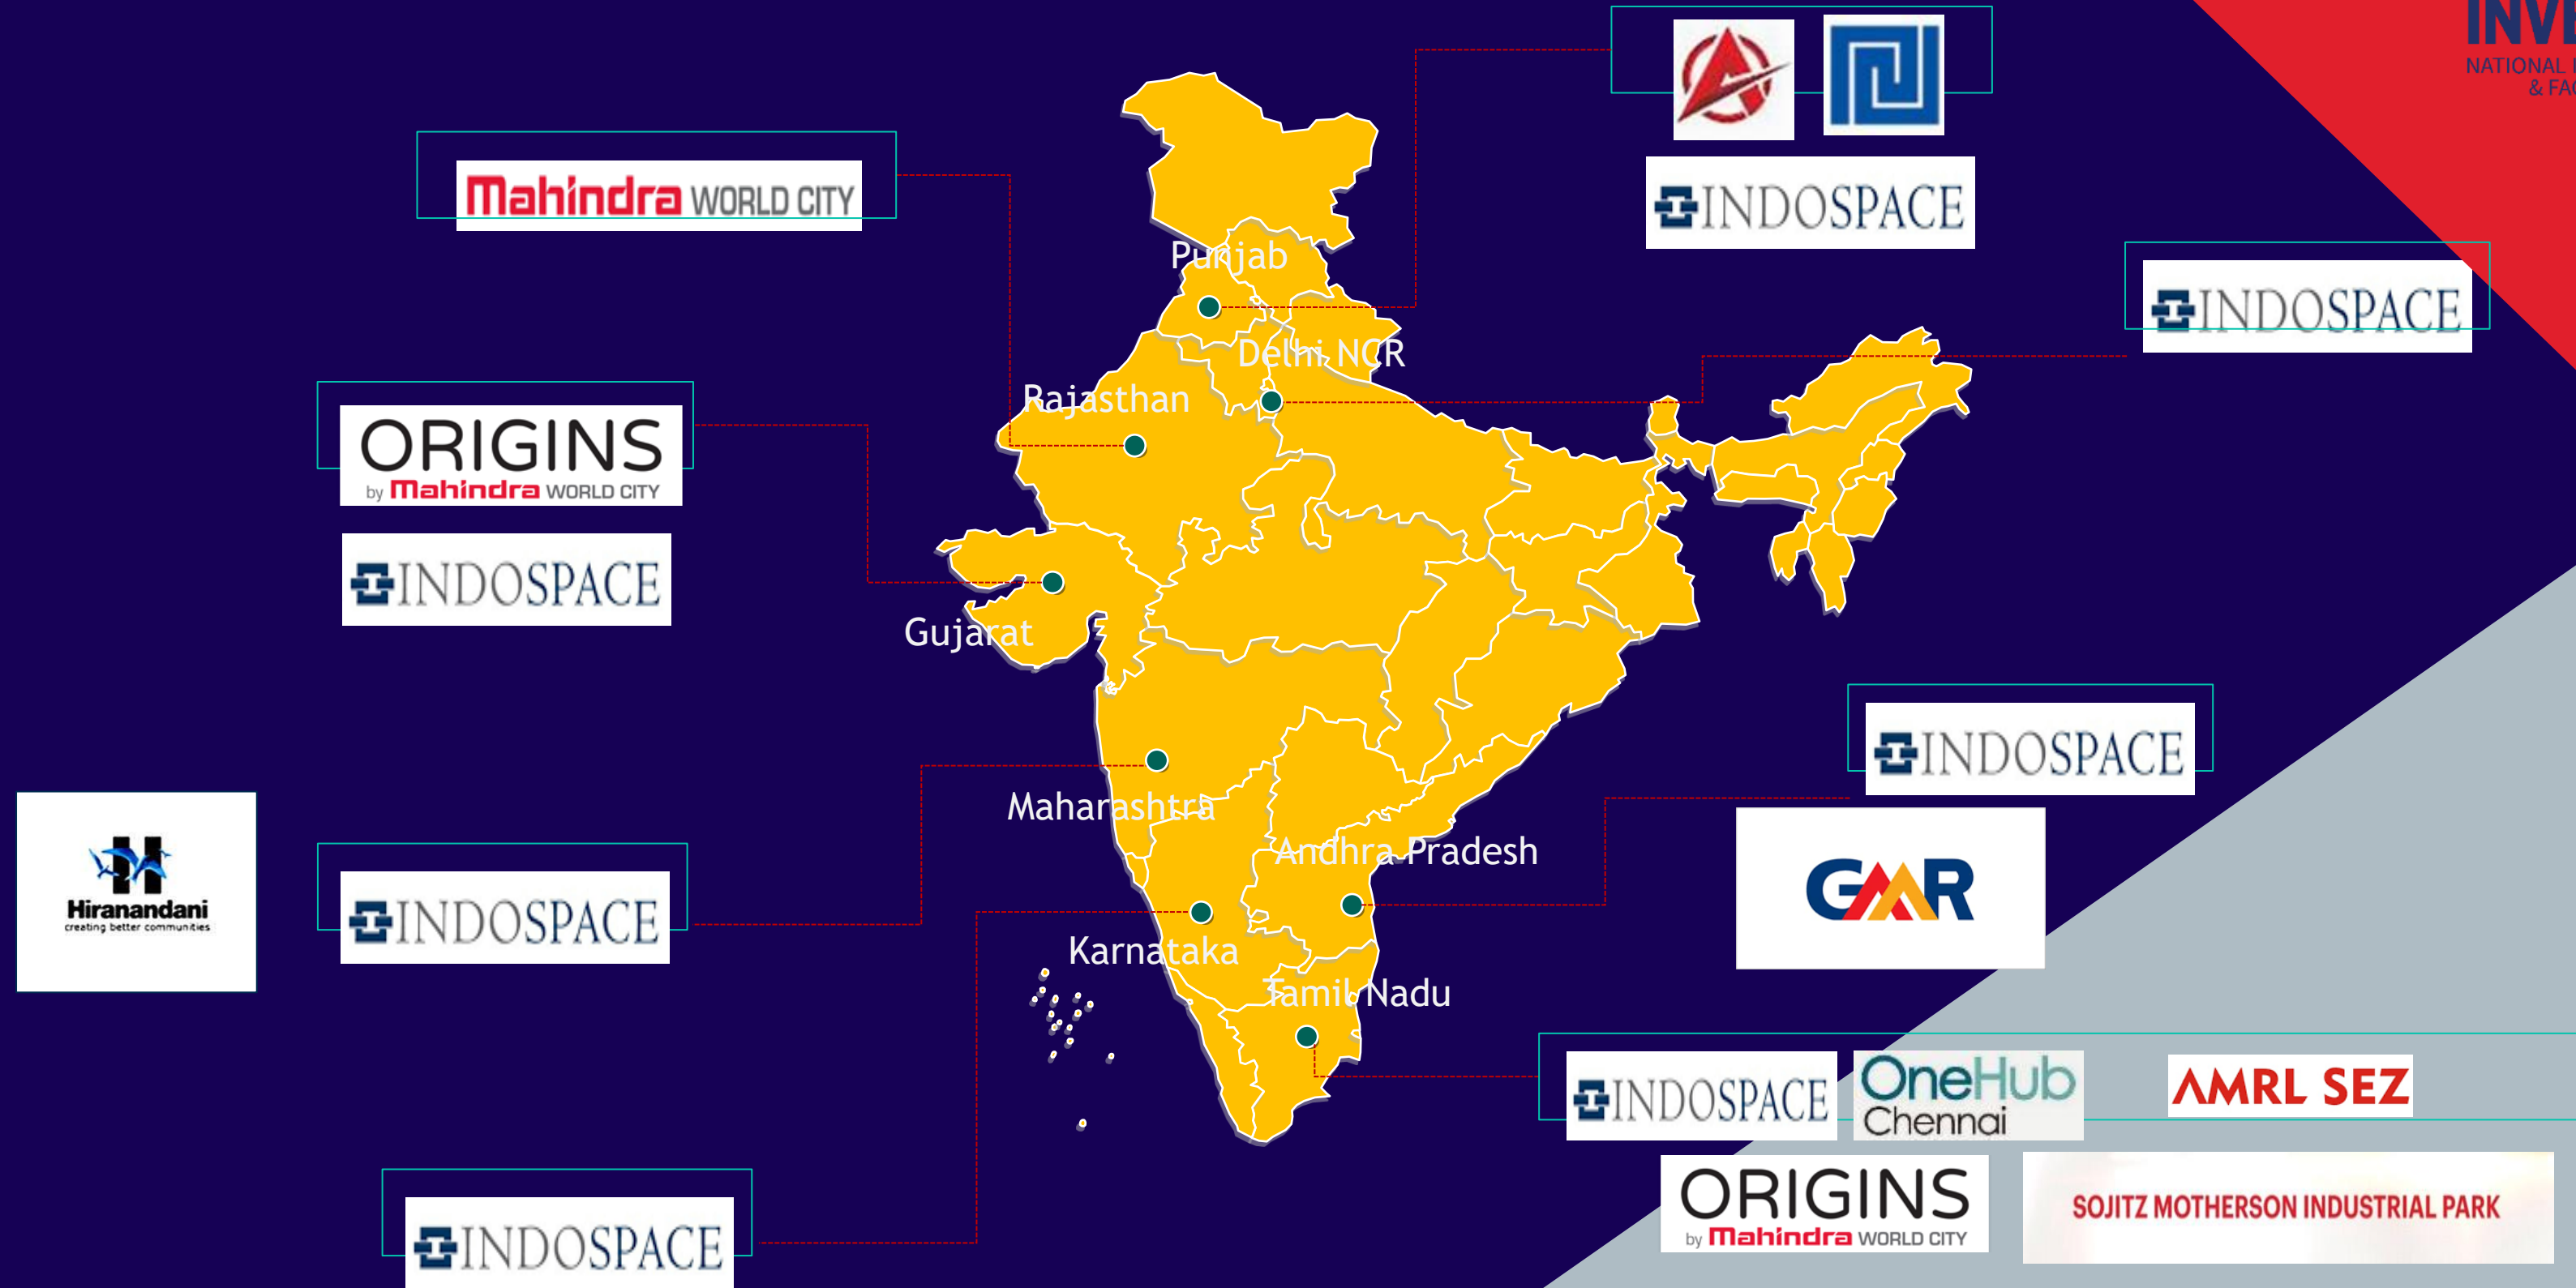 INVE
NATIONAL
& FA
Mahindra WORLD CITY
INDOSPACE
Punjab
INDOSPACE
Delhi NCR
Rajasthan
ORIGINS
by Mahindra WORLD CITY
INDOSPACE
Gujarat
INDOSPACE
Maharashtra
Hiranandani
creating better communities
INDOSPACE
Andhra Pradesh
GMR
Karnataka
Tamil Nadu
INDOSPACE
OneHub
Chennai
AMRL SEZ
ORIGINS
by Mahindra WORLD CITY
SOJITZ MOTHERSON INDUSTRIAL PARK
INDOSPACE